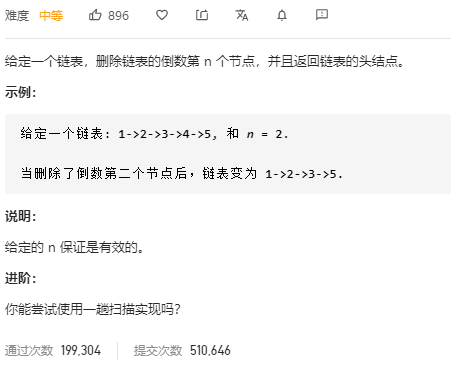 难度 中等 896
给定一个链表，删除链表的倒数第 n 个节点，并且返回链表的头结点。
示例：
给定一个链表: 1->2->3->4->5, 和 n = 2.
当删除了倒数第二个节点后，链表变为 1->2->3->5.
说明：
给定的 n 保证是有效的。
进阶：
你能尝试使用一趟扫描实现吗？
通过次数 199,304 提交次数 510,646